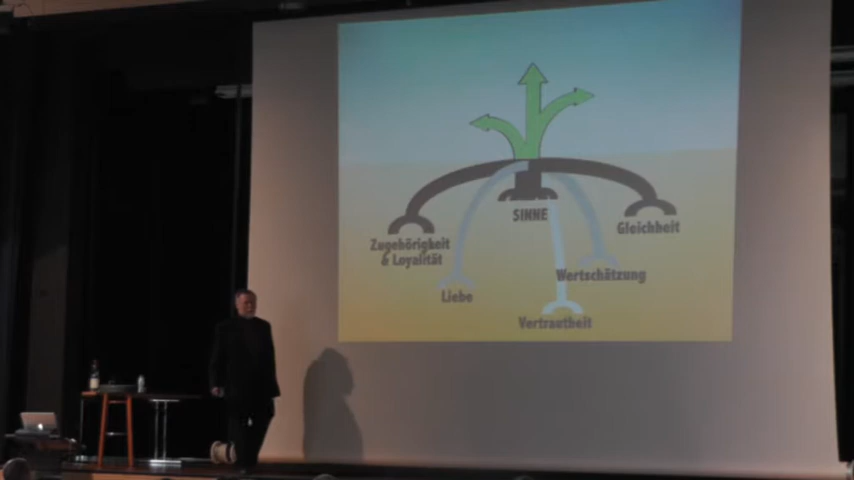 SINNE
Zugehörigkeit
& Loyalität
Gleichheit
Liebe
Wertschätzung
Vertrautheit